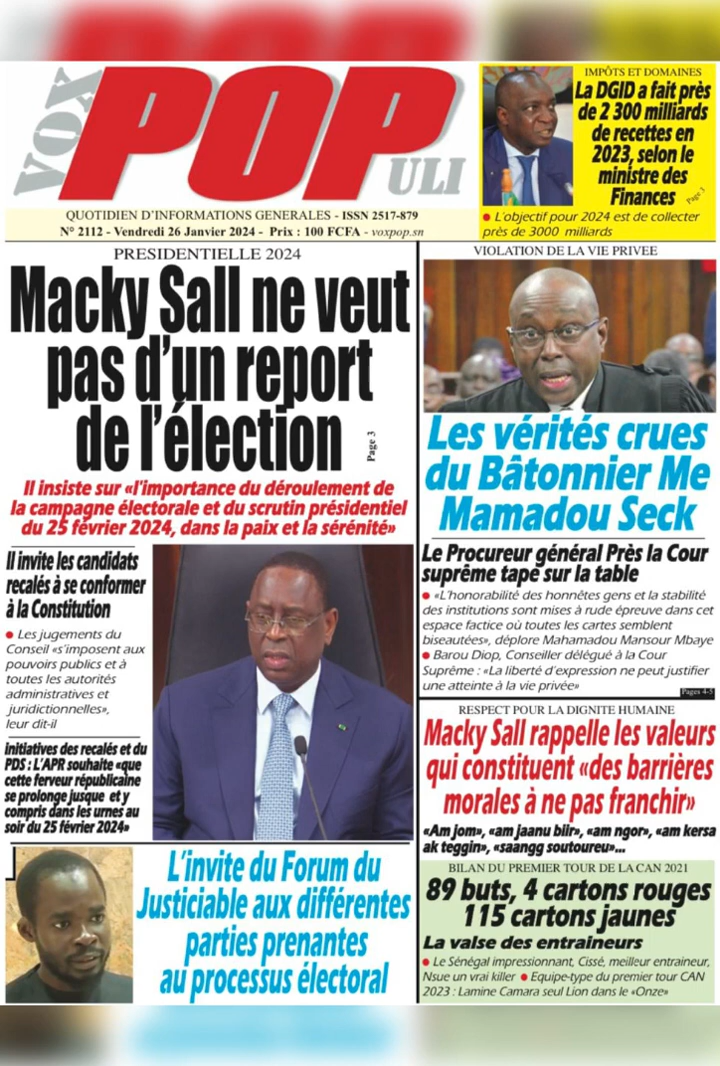 VOX POPULI
QUOTIDIEN D'INFORMATIONS GENERALES - ISSN 2517-879
N° 2112 - Vendredi 26 Janvier 2024 - Prix : 100 FCFA - voxpop.sn
IMPÔTS ET DOMAINES
La DGID a fait près
de 2 300 milliards
de recettes en
2023, selon le
ministre des
Finances
Page 3
● L'objectif pour 2024 est de collecter
près de 3000 milliards
PRESIDENTIELLE 2024
Macky Sall ne veut
pas d'un report
de l'élection
Page 3
Il insiste sur «l'importance du déroulement de
la campagne électorale et du scrutin présidentiel
du 25 février 2024, dans la paix et la sérénité»
Il invite les candidats
recalés à se conformer
à la Constitution
● Les jugements du
Conseil «s'imposent aux
pouvoirs publics et à
toutes les autorités
administratives et
juridictionnelles»,
leur dit-il
Initiatives des recalés et du
PDS : L'APR souhaite «que
cette ferveur républicaine
se prolonge jusque et y
compris dans les urnes au
soir du 25 février 2024»
L'invite du Forum du
Justiciable aux différentes
parties prenantes
au processus électoral
VIOLATION DE LA VIE PRIVEE
Les vérités crues
du Bâtonnier Me
Mamadou Seck
Le Procureur général Près la Cour
suprême tape sur la table
● «L'honorabilité des honnêtes gens et la stabilité
des institutions sont mises à rude épreuve dans cet
espace factice où toutes les cartes semblent
biseautées», déplore Mahamadou Mansour Mbaye
● Barou Diop, Conseiller délégué à la Cour
Suprême : «La liberté d'expression ne peut justifier
une atteinte à la vie privée»
Pages 4-5
RESPECT POUR LA DIGNITE HUMAINE
Macky Sall rappelle les valeurs
qui constituent «des barrières
morales à ne pas franchir»
«Am jom», «am jaanu biir», «am ngor», «am kersa
ak teggin», «saangg soutoureu»...
BILAN DU PREMIER TOUR DE LA CAN 2021
89 buts, 4 cartons rouges
115 cartons jaunes
La valse des entraineurs
● Le Sénégal impressionnant, Cissé, meilleur entraineur,
Nsue un vrai killer ● Equipe-type du premier tour CAN
2023 : Lamine Camara seul Lion dans le «Onze»